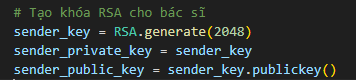 # Tạo khóa RSA cho bác sĩ
sender_key = RSA.generate(2048)
sender_private_key = sender_key
sender_public_key = sender_key.publickey()